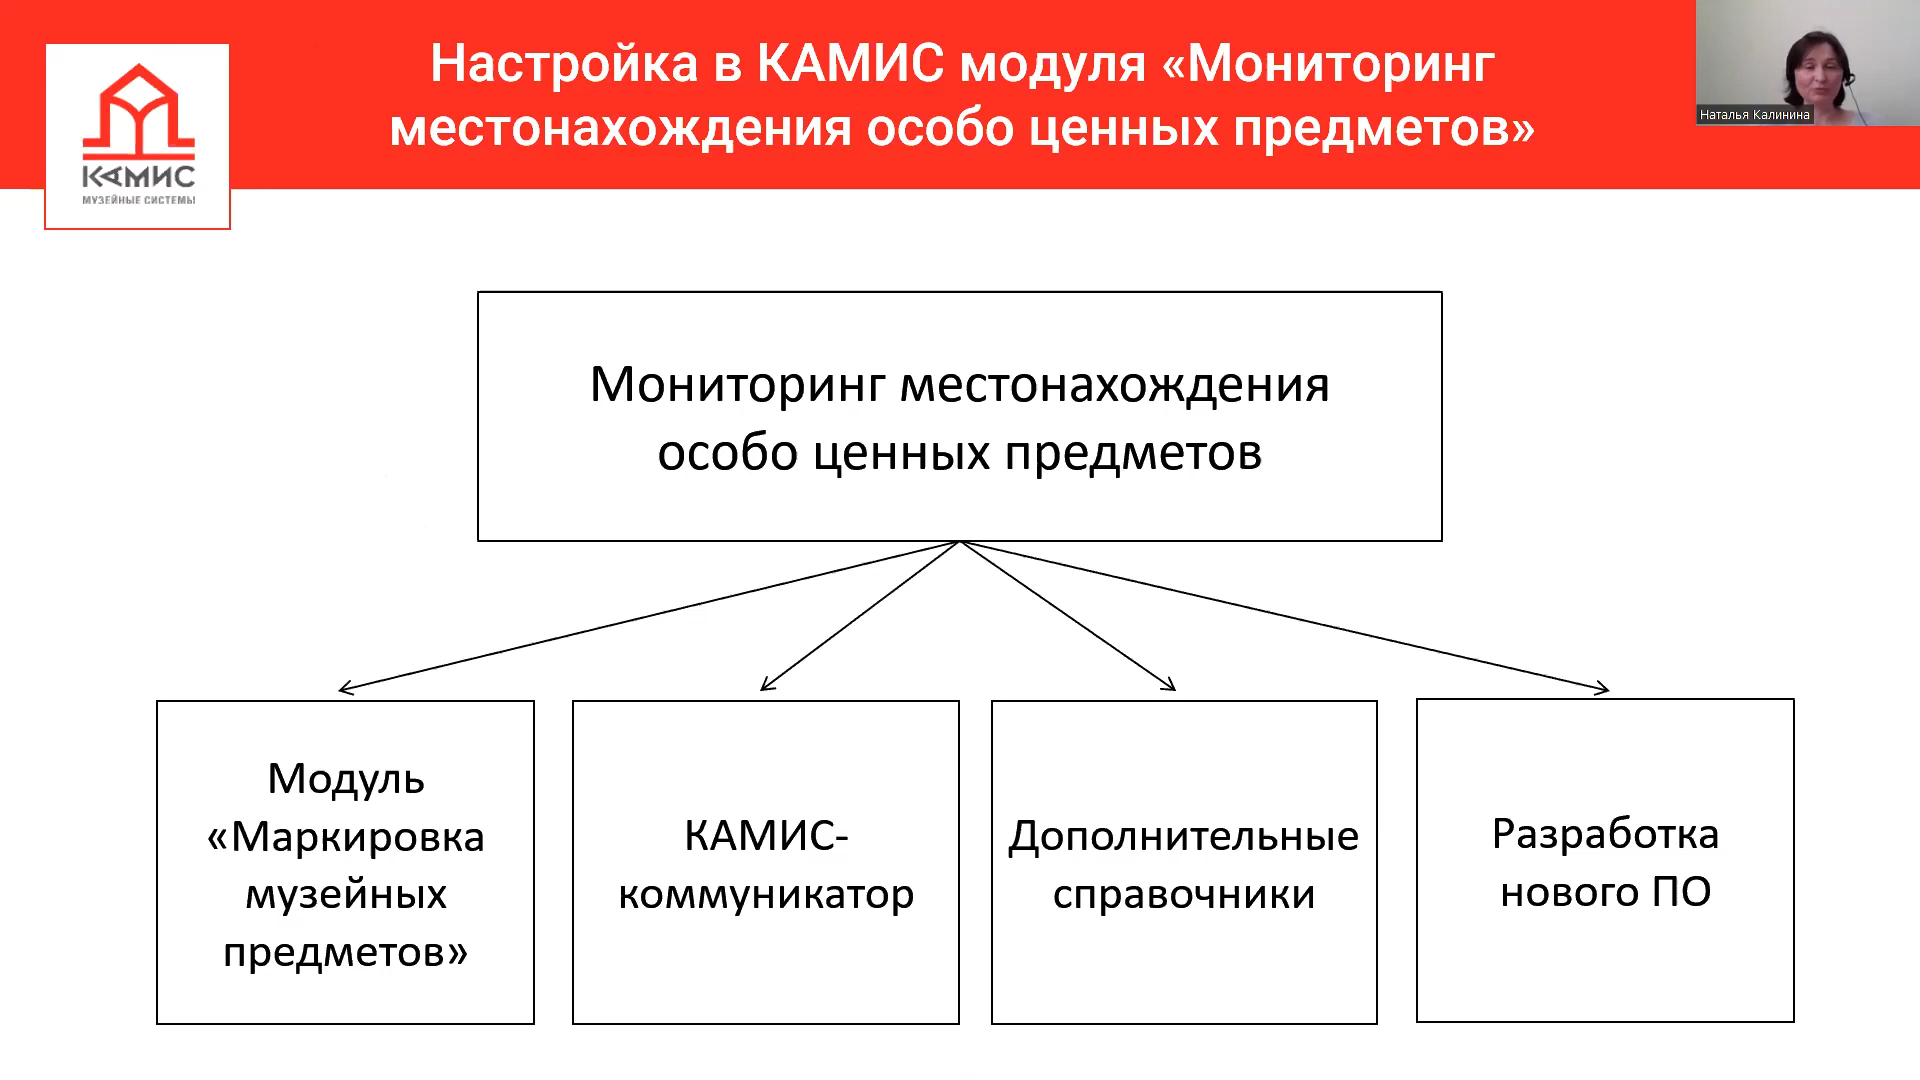 Настройка в КАМИС модуля «Мониторинг
местонахождения особо ценных предметов»
Наталья Калинина
КАМИС
МУЗЕЙНЫЕ СИСТЕМЫ
Мониторинг местонахождения
особо ценных предметов
Модуль
«Маркировка
музейных
предметов»
КАМИС-
коммуникатор
Дополнительные
справочники
Разработка
нового ПО